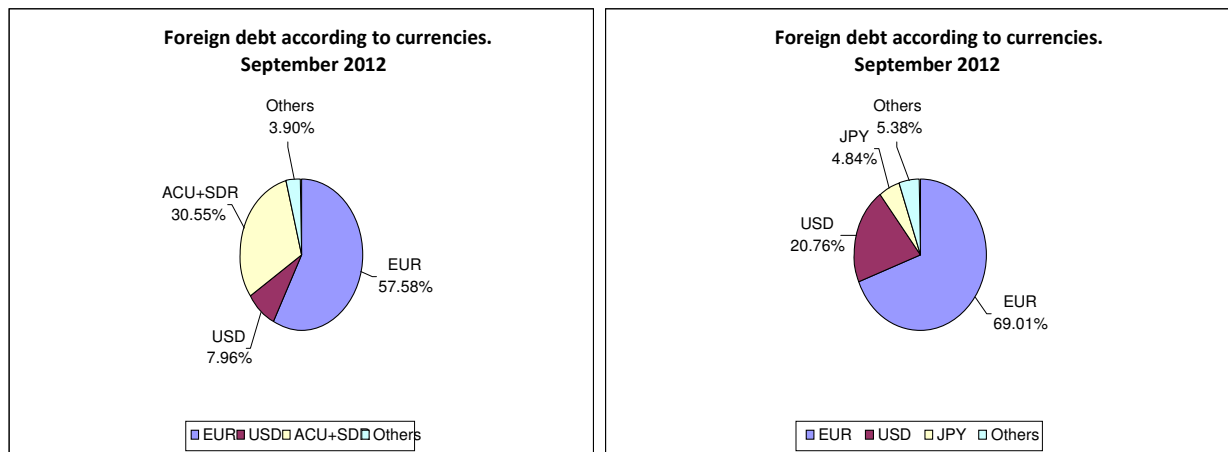 Foreign debt according to currencies.
September 2012
Others
3.90%
ACU+SDR
30.55%
EUR
57.58%
USD
7.96%
EUR USD ACU+SDR Others
Foreign debt according to currencies.
September 2012
Others
5.38%
JPY
4.84%
USD
20.76%
EUR
69.01%
EUR USD JPY Others